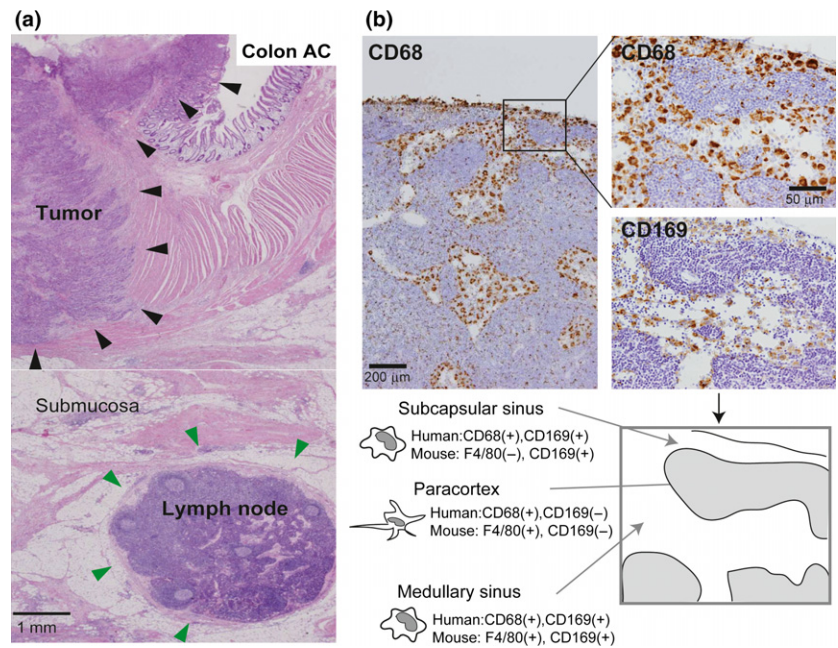 (a)
Colon AC
Tumor
Submucosa
Lymph node
1 mm
(b)
CD68
200 μm
CD68
50 μm
CD169
Subcapsular sinus
Human:CD68(+),CD169(+)
Mouse: F4/80(−), CD169(+)
Paracortex
Human:CD68(+),CD169(−)
Mouse: F4/80(+), CD169(−)
Medullary sinus
Human:CD68(+),CD169(+)
Mouse: F4/80(+), CD169(+)